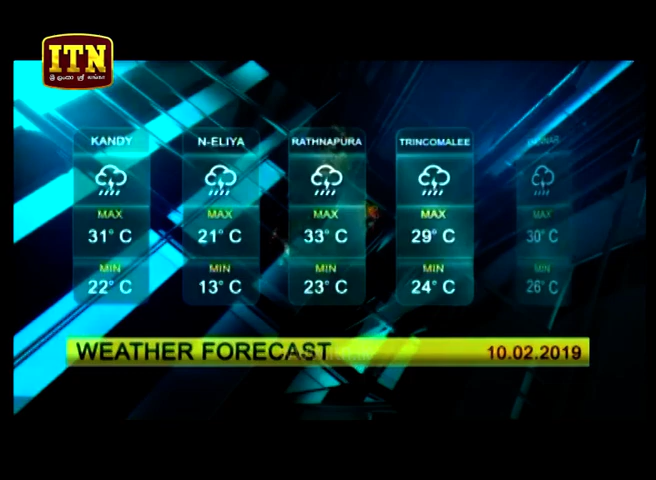 ITN
ශ්‍රී ලංකා ශ්‍රී லங்கா
KANDY
MAX
31° C
MIN
22° C
N-ELIYA
MAX
21° C
MIN
13° C
RATHNAPURA
MAX
33° C
MIN
23° C
TRINCOMALEE
MAX
29° C
MIN
24° C
MAX
30° C
MIN
26° C
WEATHER FORECAST
10.02.2019